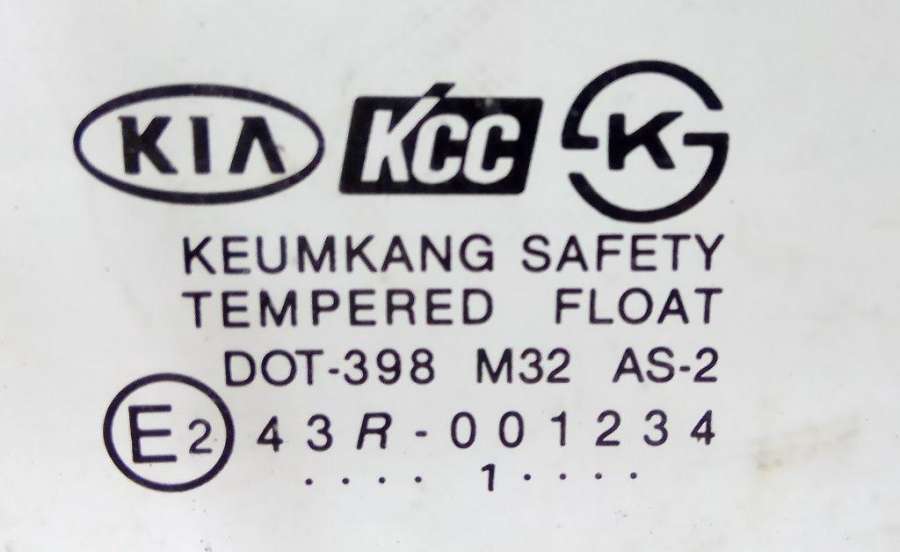 KIA KCC K
KEUMKANG SAFETY
TEMPERED FLOAT
DOT-398 M32 AS-2
E2 43R-001234
....1....